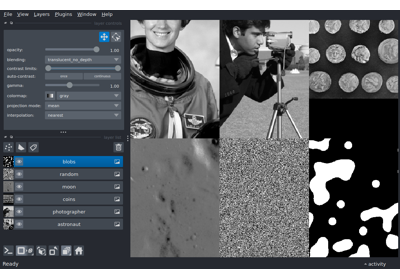 File View Layers Plugins Window Help
opacity: 1.00
blending: translucent_no_depth
contrast limits:
auto-contrast: once continuous
gamma: 1.00
colormap: gray
projection mode: mean
interpolation: nearest
blobs
random
moon
coins
photographer
astronaut
Ready
activity